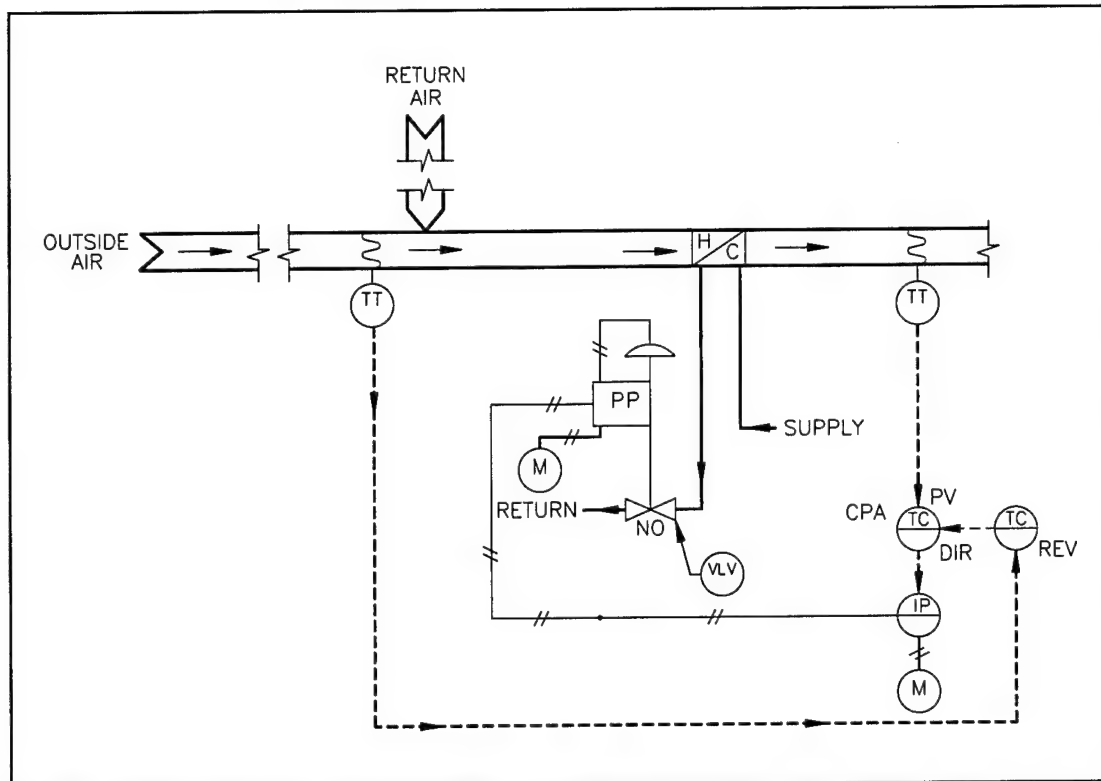 RETURN
AIR
OUTSIDE
AIR
H
C
TT
TT
PP
SUPPLY
M
RETURN
NO
VLV
CPA
PV
TC
DIR
TC
REV
IP
M